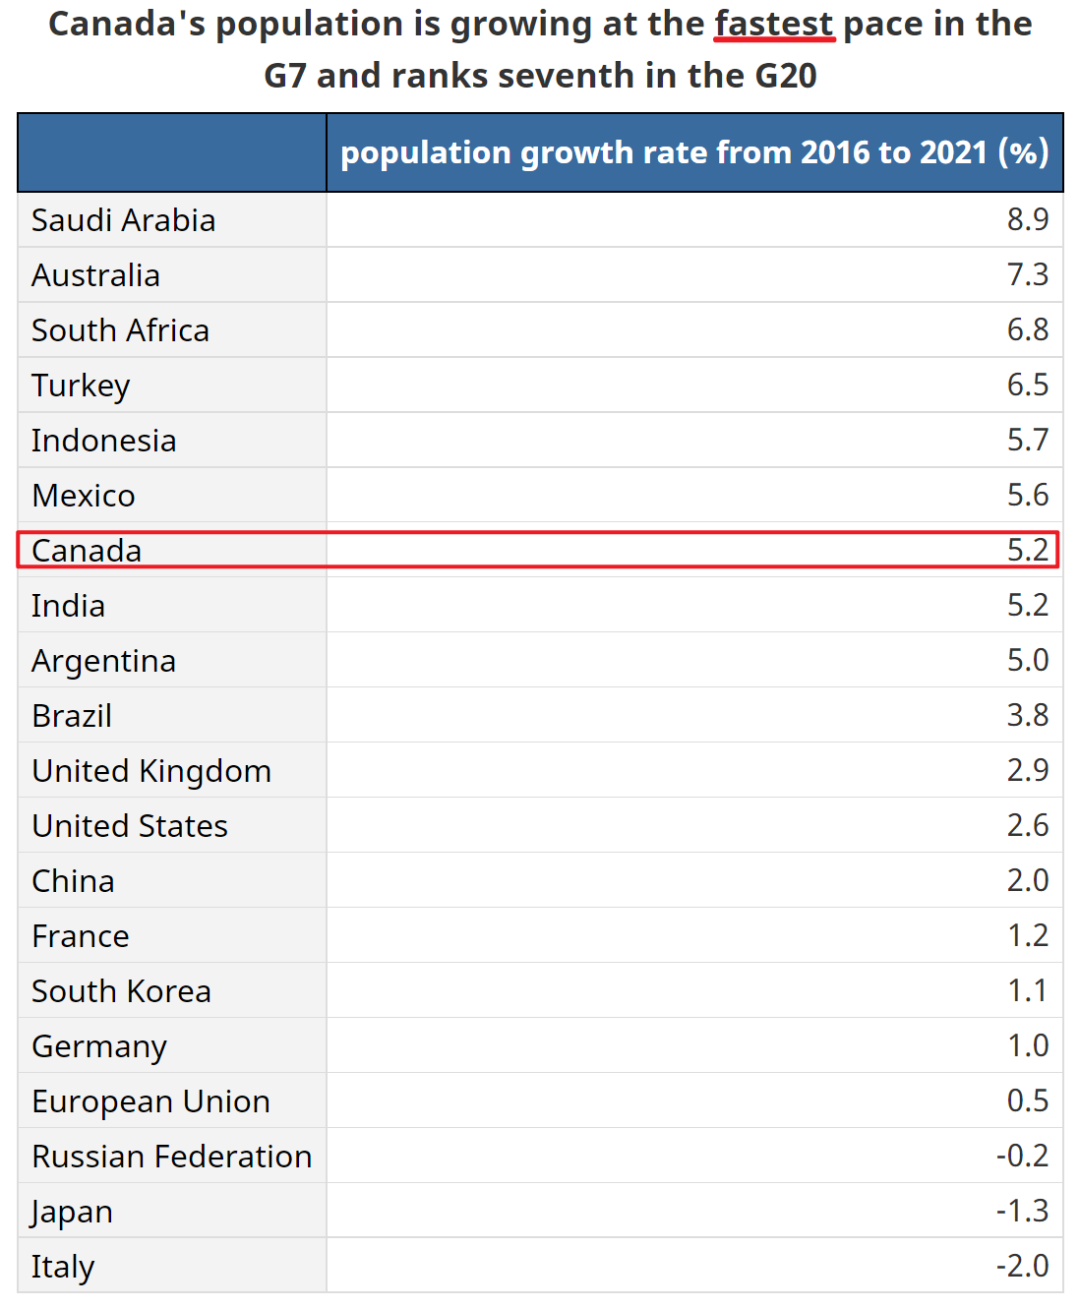 Canada's population is growing at the fastest pace in the
G7 and ranks seventh in the G20
population growth rate from 2016 to 2021 (%)
Saudi Arabia 8.9
Australia 7.3
South Africa 6.8
Turkey 6.5
Indonesia 5.7
Mexico 5.6
Canada 5.2
India 5.2
Argentina 5.0
Brazil 3.8
United Kingdom 2.9
United States 2.6
China 2.0
France 1.2
South Korea 1.1
Germany 1.0
European Union 0.5
Russian Federation -0.2
Japan -1.3
Italy -2.0